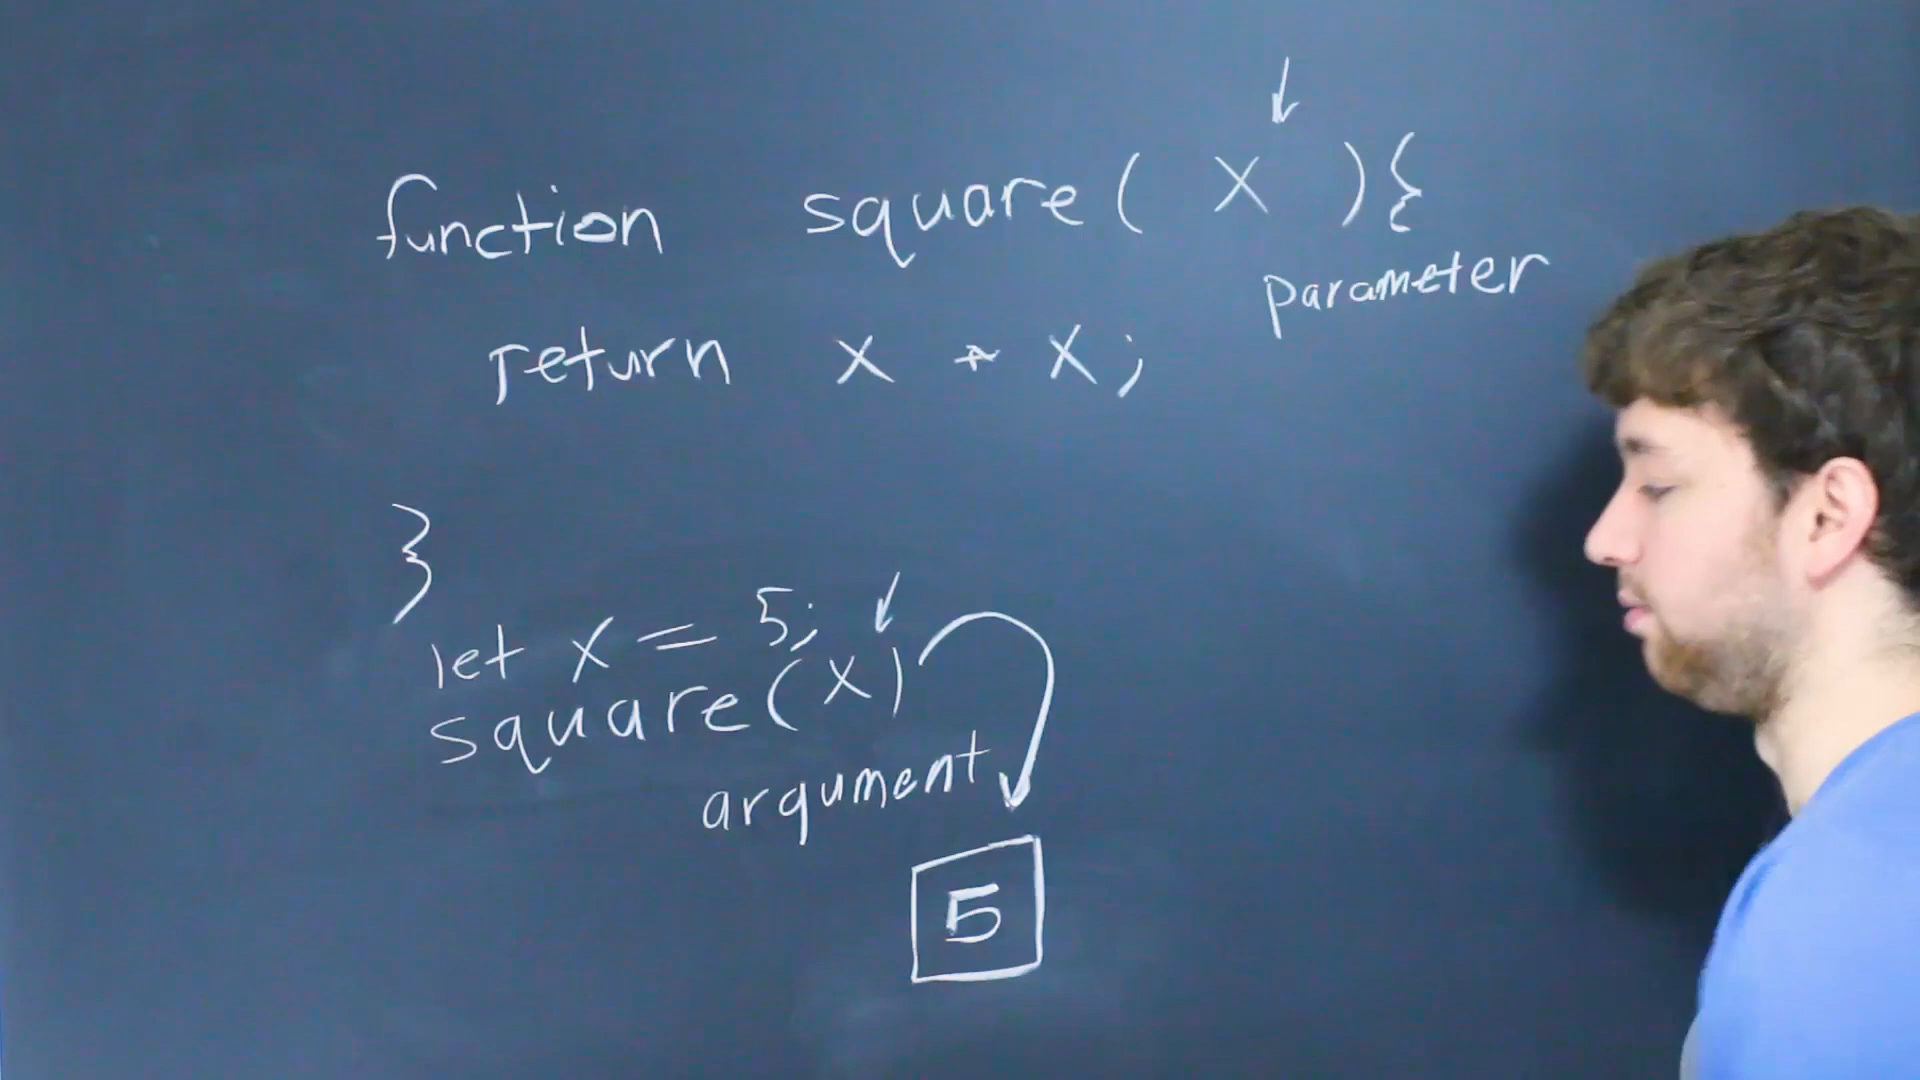 function square( x ){
parameter
return x * x;
}
let x = 5;
square(x)
argument
5